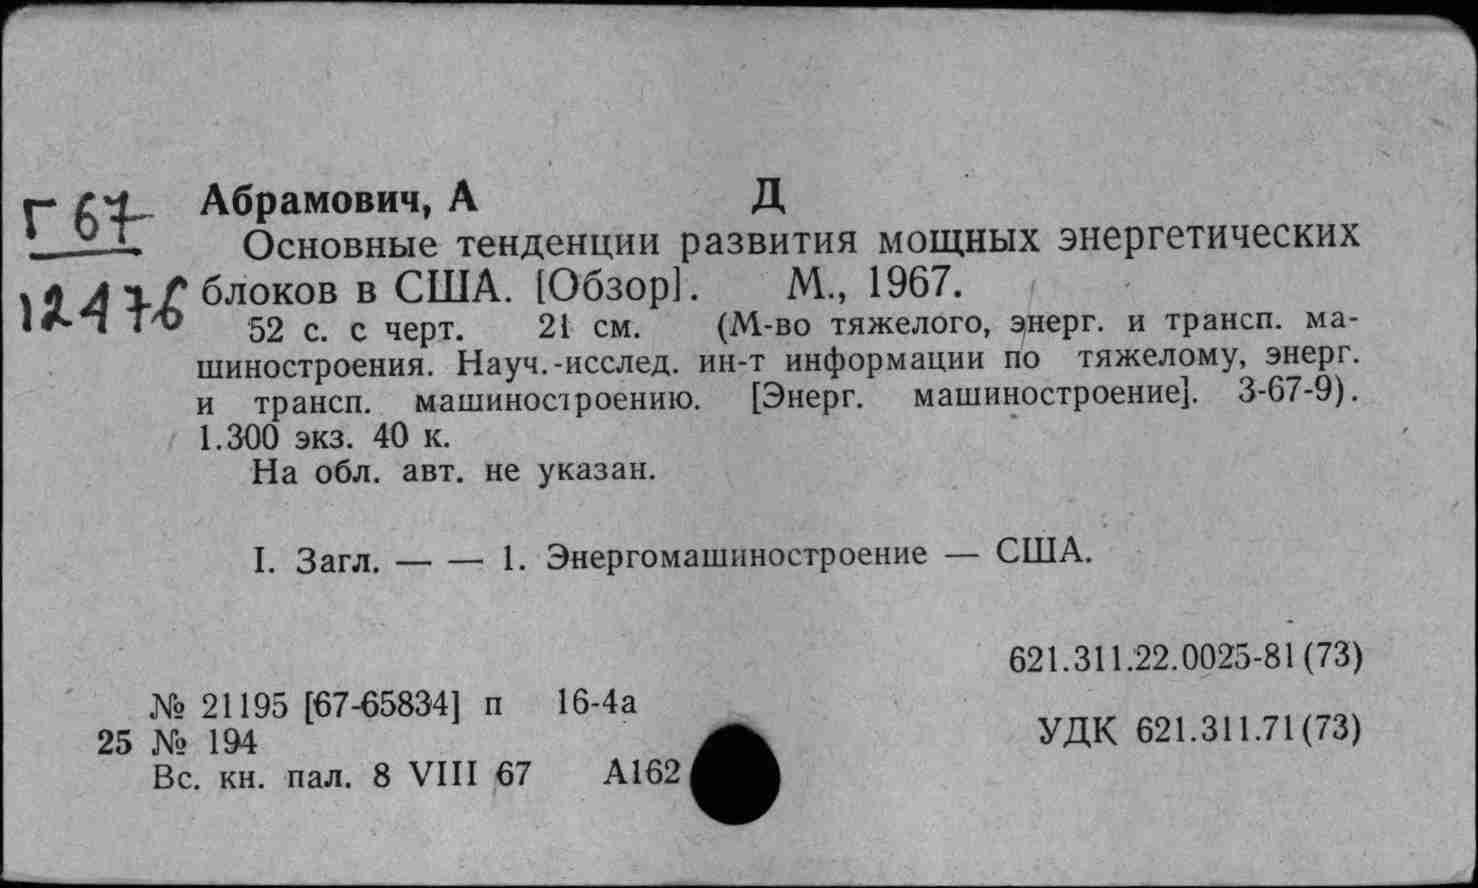 Г 67
12476
Абрамович, А Д
Основные тенденции развития мощных энергетических
блоков в США. [Обзор]. М., 1967.
52 с. с черт. 21 см. (М-во тяжелого, энерг. и трансп. ма-
шиностроения. Науч.-исслед. ин-т информации по тяжелому, энерг.
и трансп. машиностроению. [Энерг. машиностроение]. 3-67-9).
1.300 экз. 40 к.
На обл. авт. не указан.
I. Загл. — — 1. Энергомашиностроение — США.
621.311.22.0025-81(73)
№ 21195 [67-65834] п 16-4а
25 № 194
УДК 621.311.71(73)
Вс. кн. пал. 8 VIII 67 А162